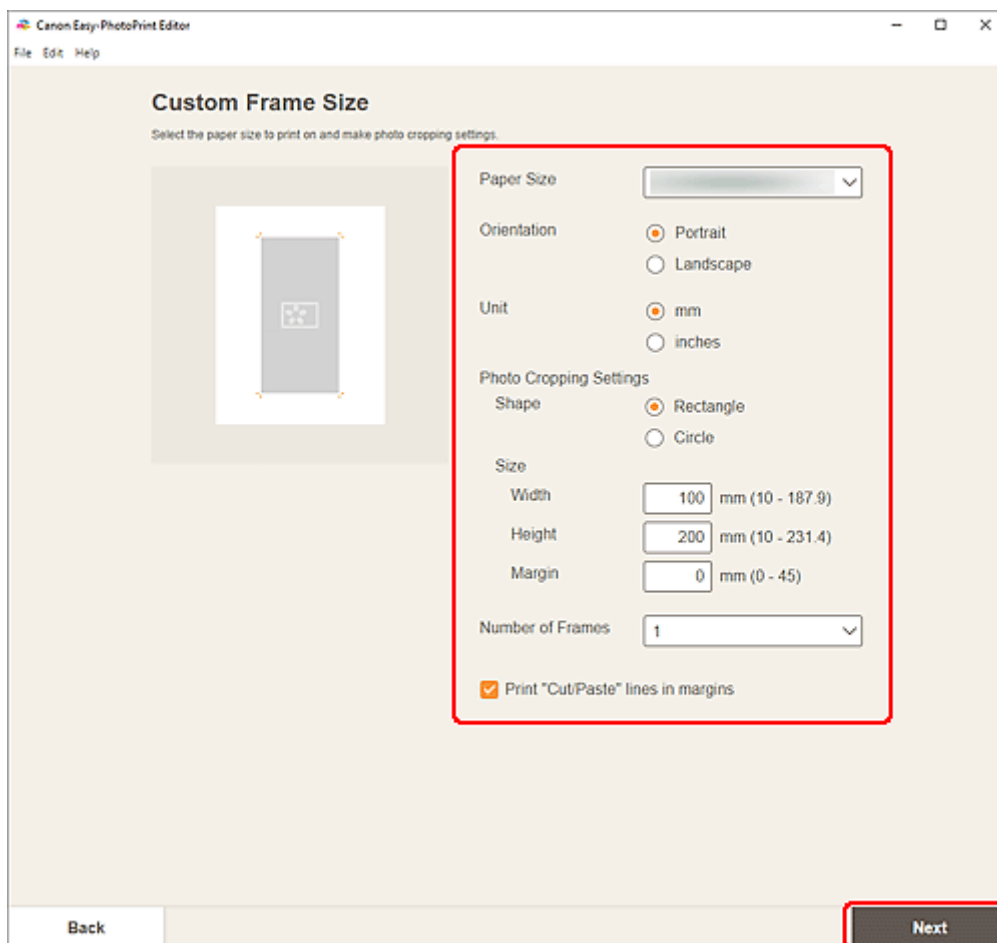 Canon Easy-PhotoPrint Editor
File Edit Help
Custom Frame Size
Select the paper size to print on and make photo cropping settings.
Paper Size
Orientation
Portrait
Landscape
Unit
mm
inches
Photo Cropping Settings
Shape
Rectangle
Circle
Size
Width 100 mm (10 - 187.9)
Height 200 mm (10 - 231.4)
Margin 0 mm (0 - 45)
Number of Frames 1
Print "Cut/Paste" lines in margins
Back
Next